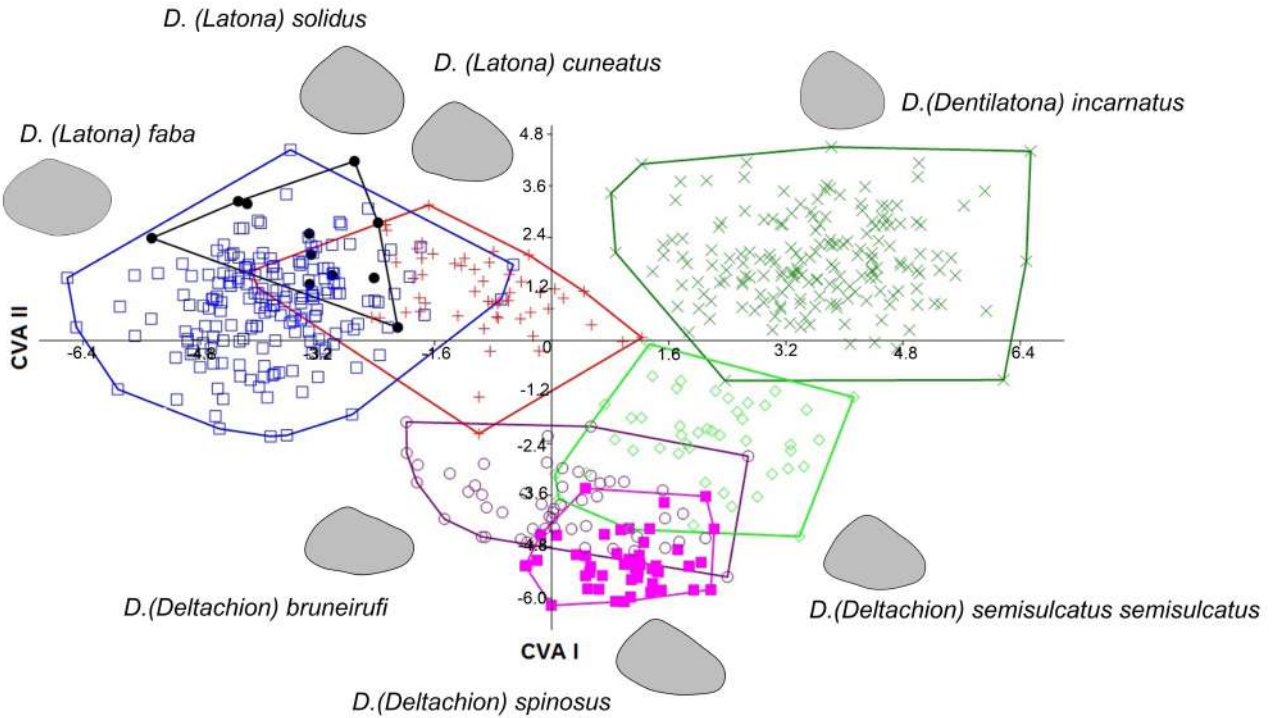 D. (Latona) solidus
D. (Latona) cuneatus
D.(Dentilatona) incarnatus
D. (Latona) faba
4.8
3.6
2.4
1.2
0
-1.2
-2.4
-3.6
-4.8
-6.0
-6.4
-4.8
-3.2
-1.6
1.6
3.2
4.8
6.4
CVA II
CVA I
D.(Deltachion) bruneirufi
D.(Deltachion) semisulcatus semisulcatus
D.(Deltachion) spinosus